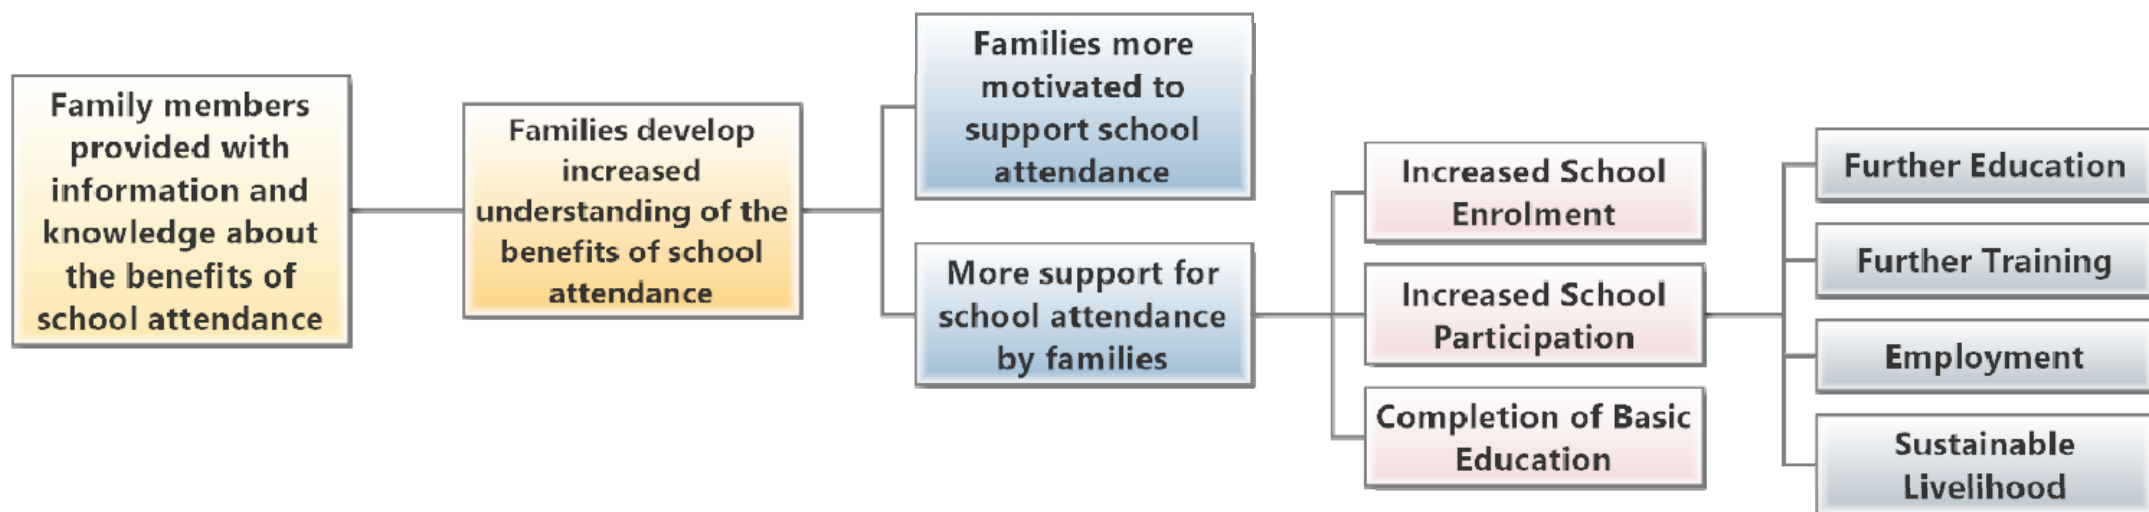 Family members
provided with
information and
knowledge about
the benefits of
school attendance
Families develop
increased
understanding of the
benefits of school
attendance
Families more
motivated to
support school
attendance
More support for
school attendance
by families
Increased School
Enrolment
Increased School
Participation
Completion of Basic
Education
Further Education
Further Training
Employment
Sustainable
Livelihood